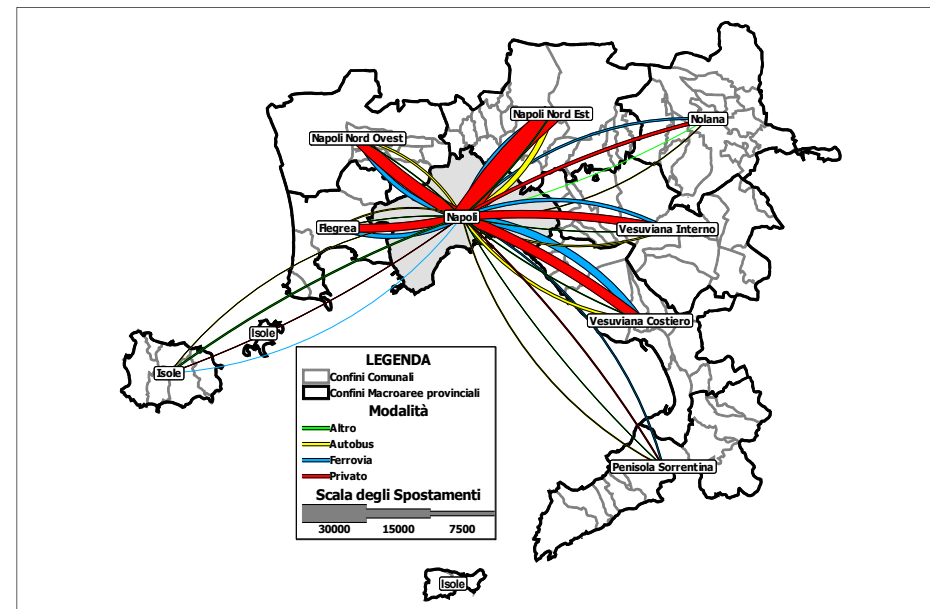 Napoli Nord Est
Nolana
Napoli Nord Ovest
Napoli
Flegrea
Vesuviana Interno
Vesuviana Costiero
Isole
Isole
LEGENDA
Confini Comunali
Confini Macroaree provinciali
Modalità
Altro
Autobus
Ferrovia
Privato
Scala degli Spostamenti
30000 15000 7500
Penisola Sorrentina
Isole